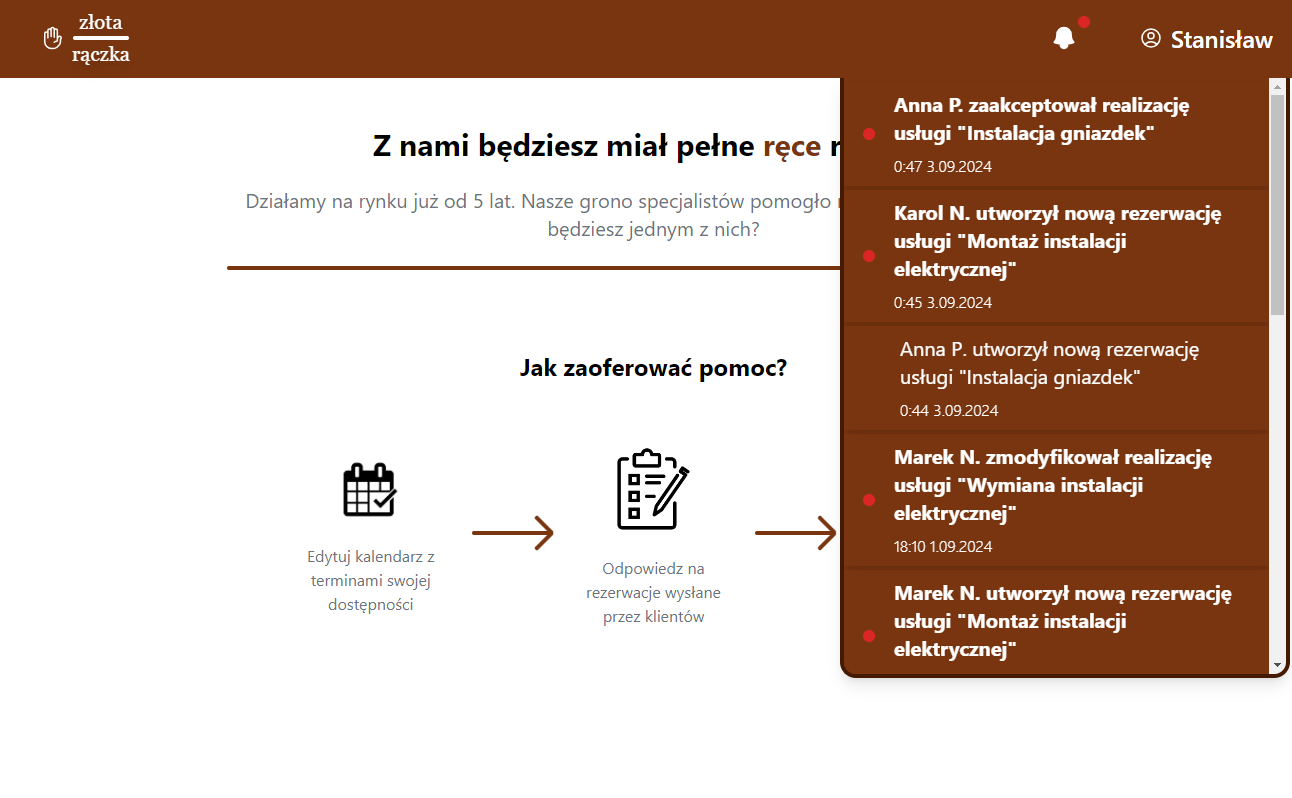 złota
rączka
Stanisław
Z nami będziesz miał pełne ręce
Działamy na rynku już od 5 lat. Nasze grono specjalistów pomogło
będziesz jednym z nich?
Jak zaoferować pomoc?
Edytuj kalendarz z
terminami swojej
dostępności
Odpowiedz na
rezerwacje wysłane
przez klientów
Anna P. zaakceptował realizację
usługi "Instalacja gniazdek"
0:47 3.09.2024
Karol N. utworzył nową rezerwację
usługi "Montaż instalacji
elektrycznej"
0:45 3.09.2024
Anna P. utworzył nową rezerwację
usługi "Instalacja gniazdek"
0:44 3.09.2024
Marek N. zmodyfikował realizację
usługi "Wymiana instalacji
elektrycznej"
18:10 1.09.2024
Marek N. utworzył nową rezerwację
usługi "Montaż instalacji
elektrycznej"